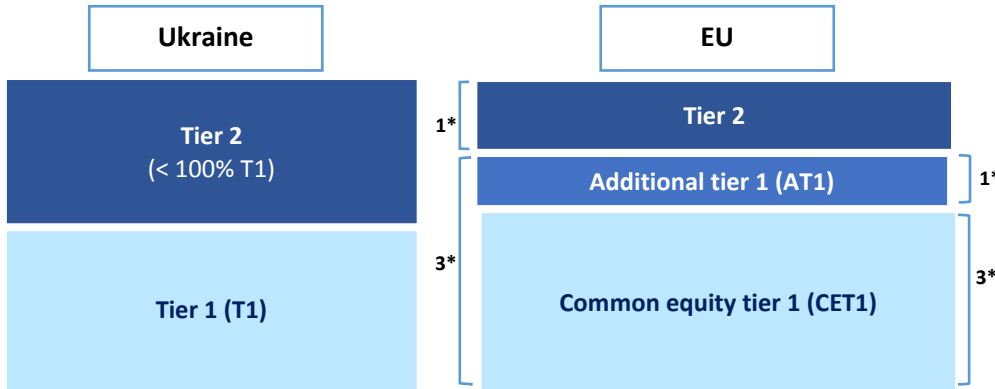 Ukraine
EU
Tier 2
(< 100% T1)
Tier 1 (T1)
1*
3*
Tier 2
Additional tier 1 (AT1)
Common equity tier 1 (CET1)
1*
3*